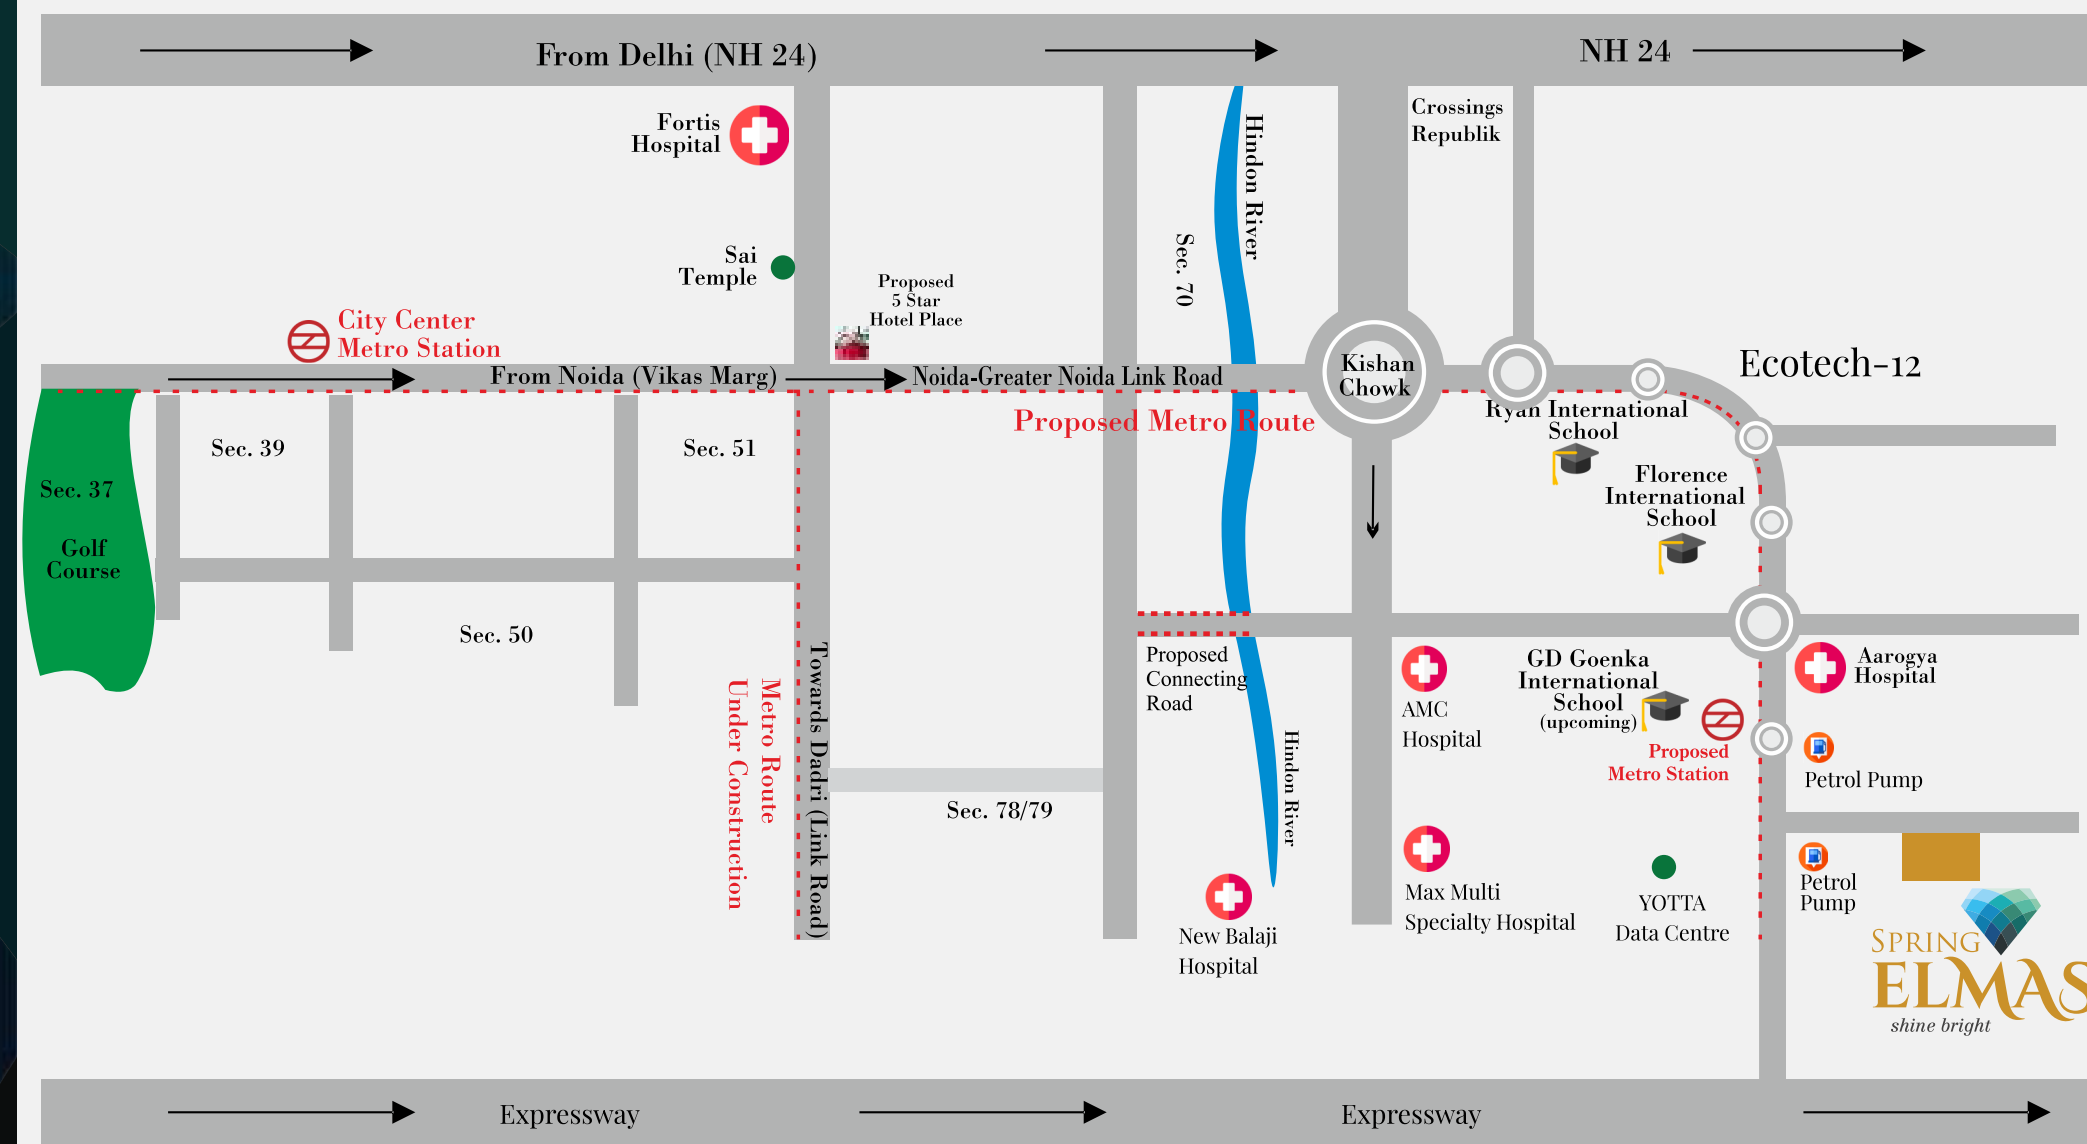 From Delhi (NH 24)
NH 24
Fortis
Hospital
Crossings
Republik
Hindon River
Sec. 70
Sai
Temple
Proposed
5 Star
Hotel Place
City Center
Metro Station
From Noida (Vikas Marg)
Noida-Greater Noida Link Road
Kishan
Chowk
Ecotech-12
Proposed Metro Route
Ryan International
School
Sec. 39
Sec. 51
Sec. 37
Golf
Course
Florence
International
School
Sec. 50
Metro Route
Under Construction
Towards Dadri (Link Road)
Proposed
Connecting
Road
AMC
Hospital
GD Goenka
International
School
(upcoming)
Proposed
Metro Station
Aarogya
Hospital
Petrol Pump
Sec. 78/79
Hindon River
New Balaji
Hospital
Max Multi
Specialty Hospital
YOTTA
Data Centre
Petrol
Pump
SPRING
ELMAS
shine bright
Expressway
Expressway